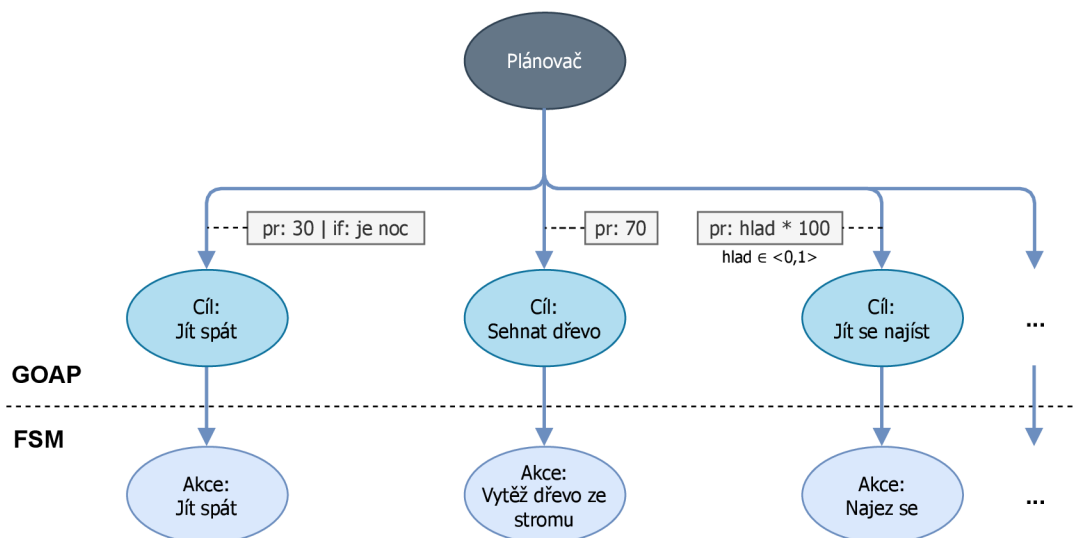 Plánovač
pr: 30 | if: je noc
pr: 70
pr: hlad * 100
hlad ∈ <0,1>
Cíl:
Jít spát
Cíl:
Sehnat dřevo
Cíl:
Jít se najíst
...
GOAP
FSM
Akce:
Jít spát
Akce:
Vytěž dřevo ze
stromu
Akce:
Najez se
...